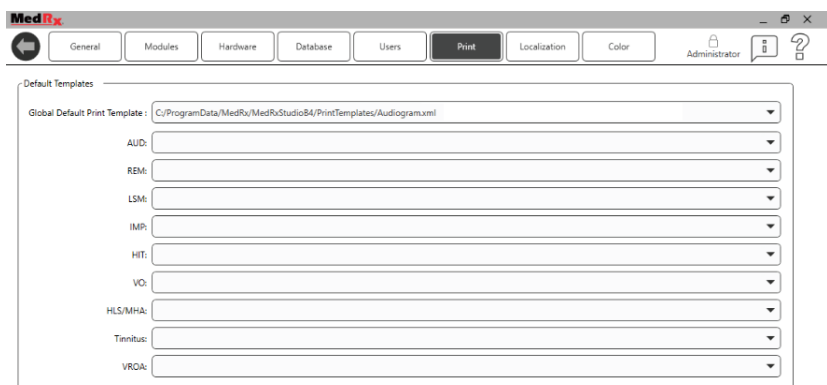 MedRx
General Modules Hardware Database Users Print Localization Color Administrator
Default Templates
Global Default Print Template : C:/ProgramData/MedRx/MedRxStudio84/PrintTemplates/Audiogram.xml
AUD:
REM:
LSM:
IMP:
HIT:
VO:
HLS/MHA:
Tinnitus:
VROA: